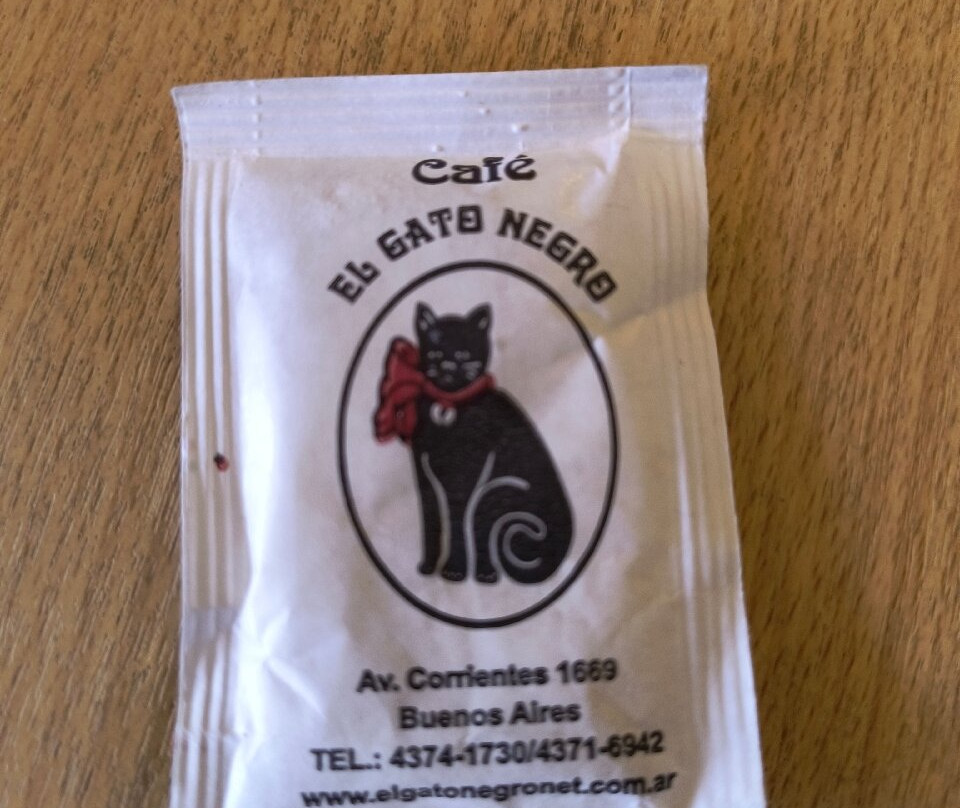 Café
EL GATO NEGRO
Av. Corrientes 1669
Buenos Aires
TEL.: 4374-1730/4371-6942
www.elgatonegronet.com.ar